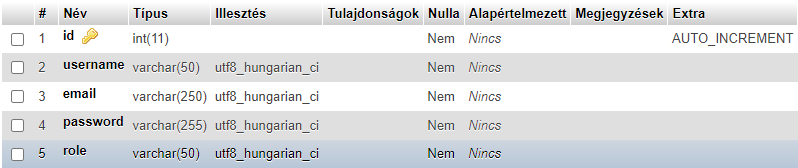 # Név Típus Illesztés Tulajdonságok Nulla Alapértelmezett Megjegyzések Extra
1 id int(11) Nem Nincs AUTO_INCREMENT
2 username varchar(50) utf8_hungarian_ci Nem Nincs
3 email varchar(250) utf8_hungarian_ci Nem Nincs
4 password varchar(255) utf8_hungarian_ci Nem Nincs
5 role varchar(50) utf8_hungarian_ci Nem Nincs